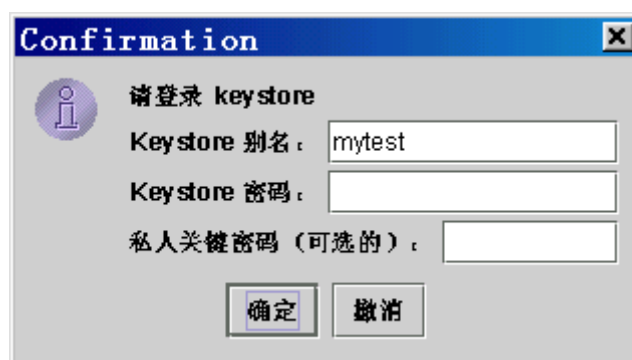 Confirmation
请登录 keystore
Keystore 别名： mytest
Keystore 密码：
私人关键密码（可选的）：
确定 撤消